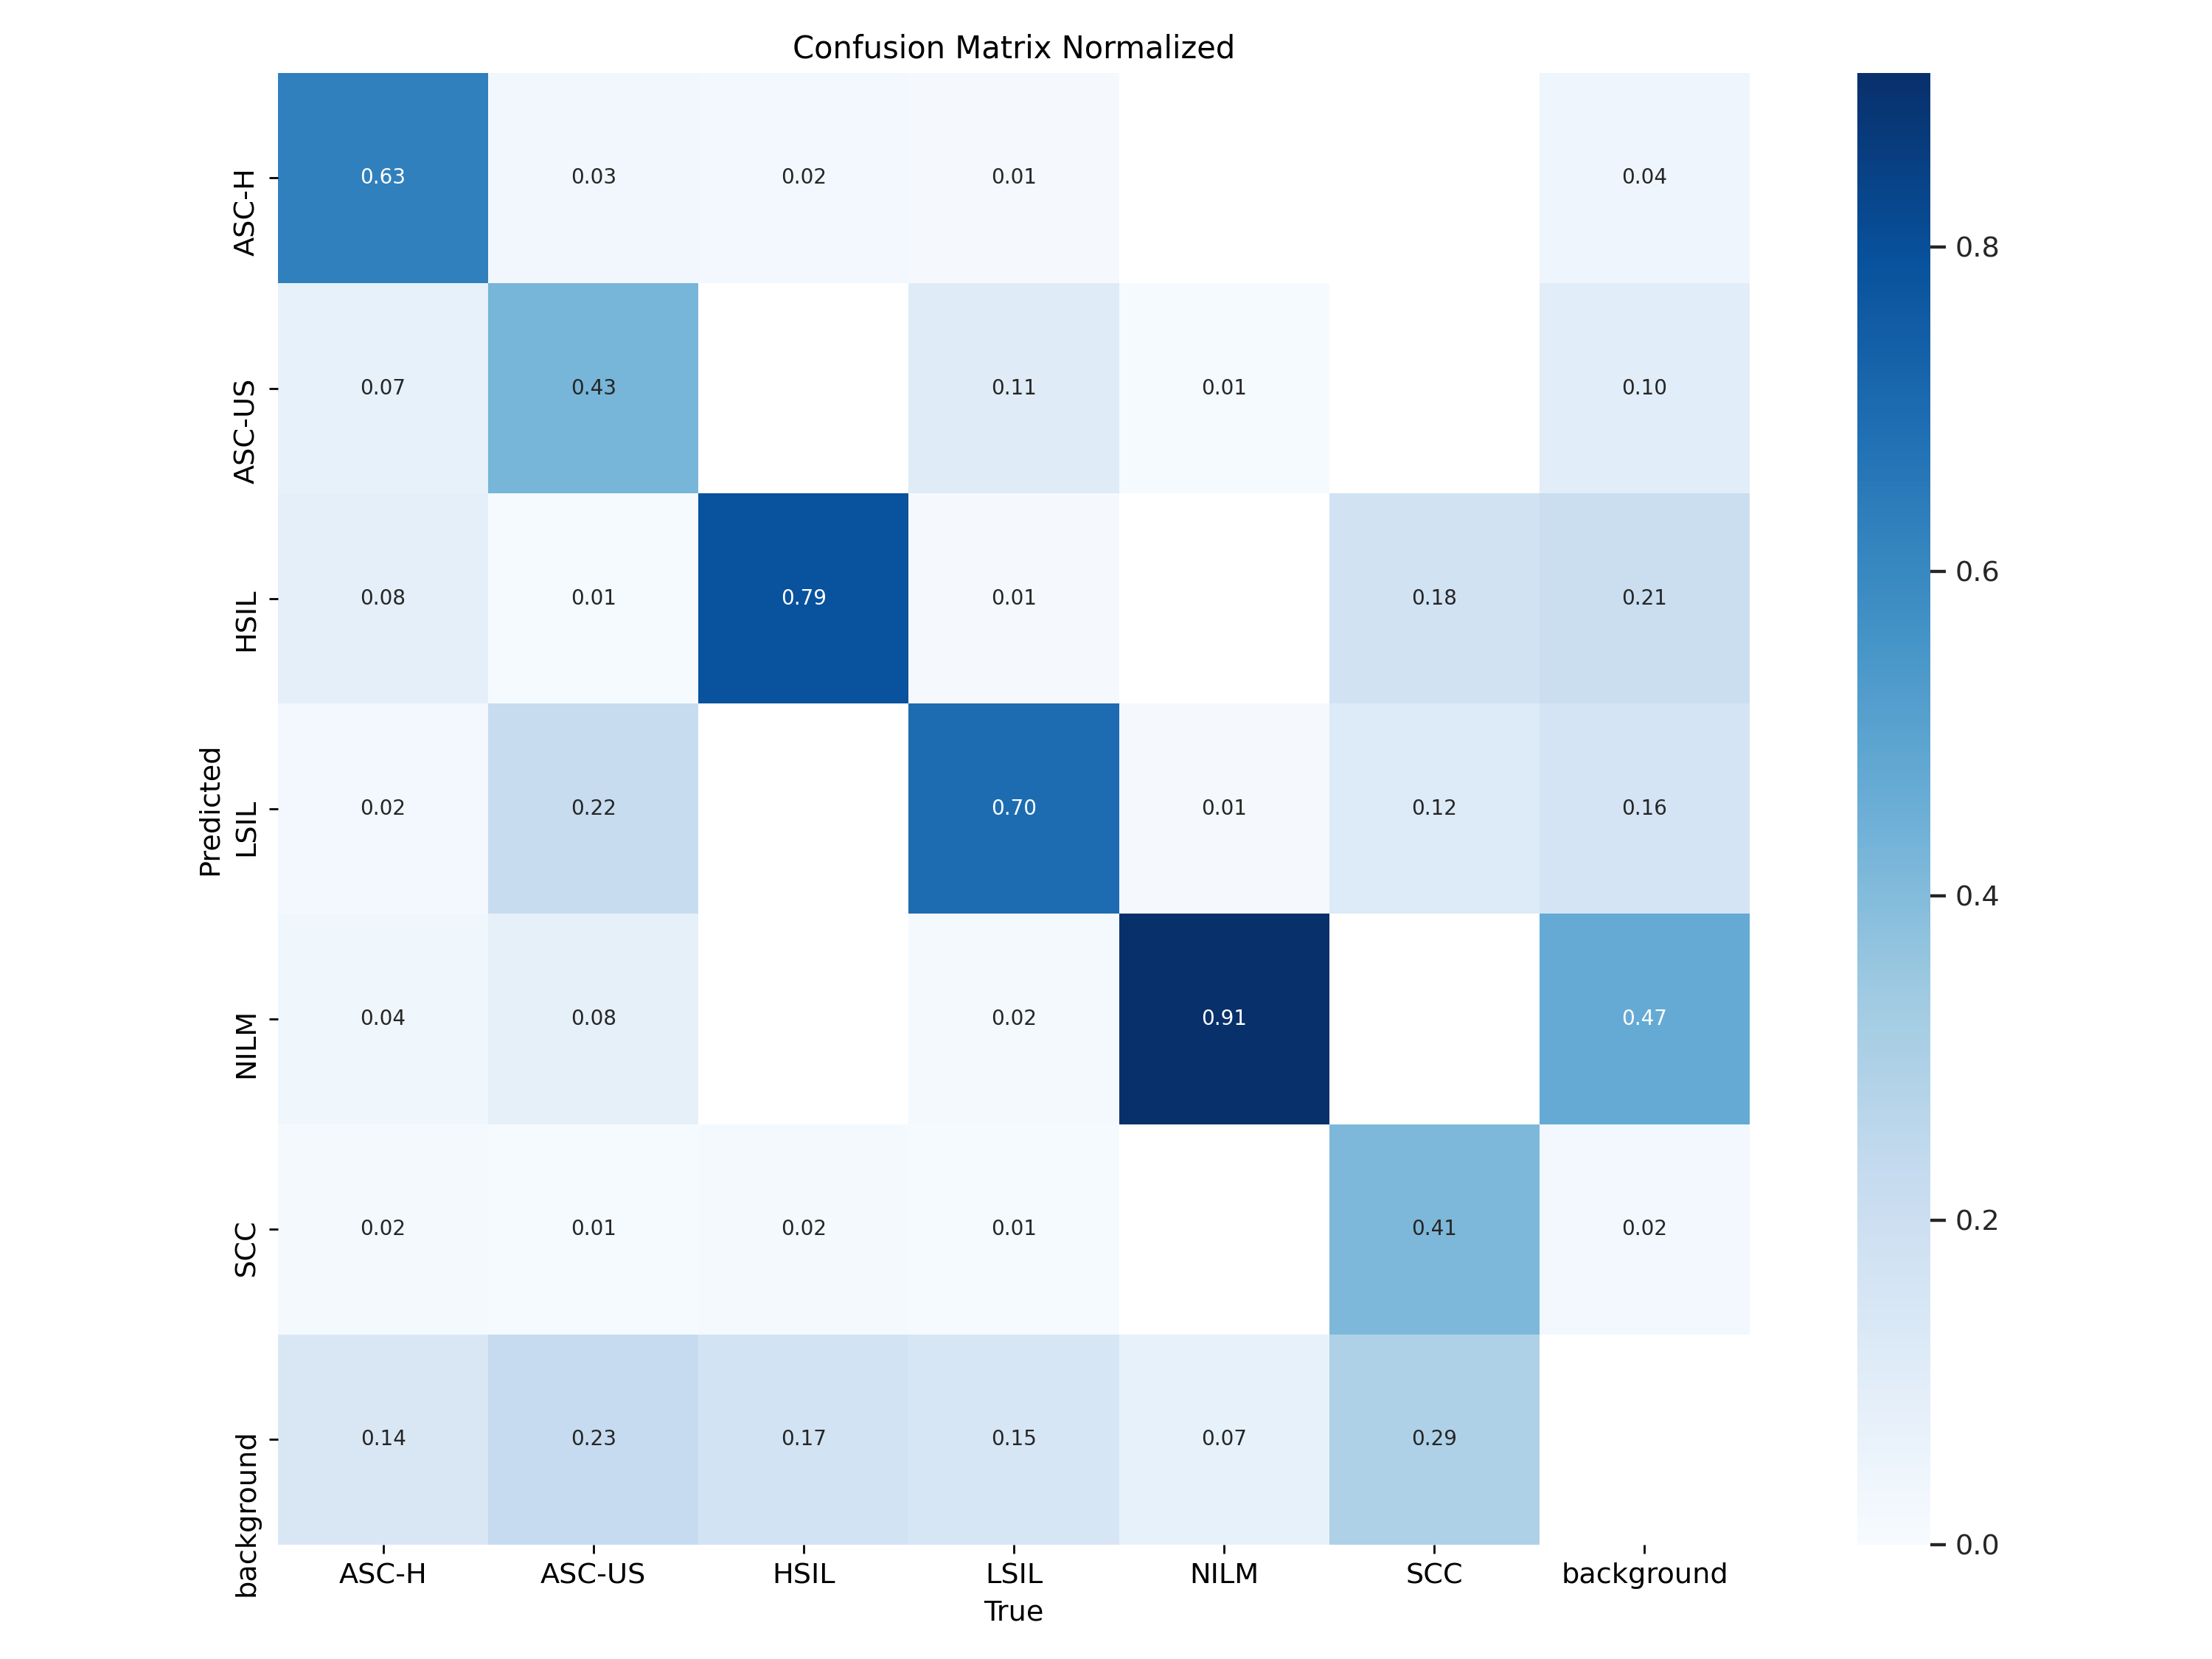 Confusion Matrix Normalized
ASC-H 0.63 0.03 0.02 0.01 0.04
ASC-US 0.07 0.43 0.11 0.01 0.10
HSIL 0.08 0.01 0.79 0.01 0.18 0.21
LSIL 0.02 0.22 0.70 0.01 0.12 0.16
NILM 0.04 0.08 0.02 0.91 0.47
SCC 0.02 0.01 0.02 0.01 0.41 0.02
background 0.14 0.23 0.17 0.15 0.07 0.29
Predicted
ASC-H ASC-US HSIL LSIL NILM SCC background
True
0.8
0.6
0.4
0.2
0.0